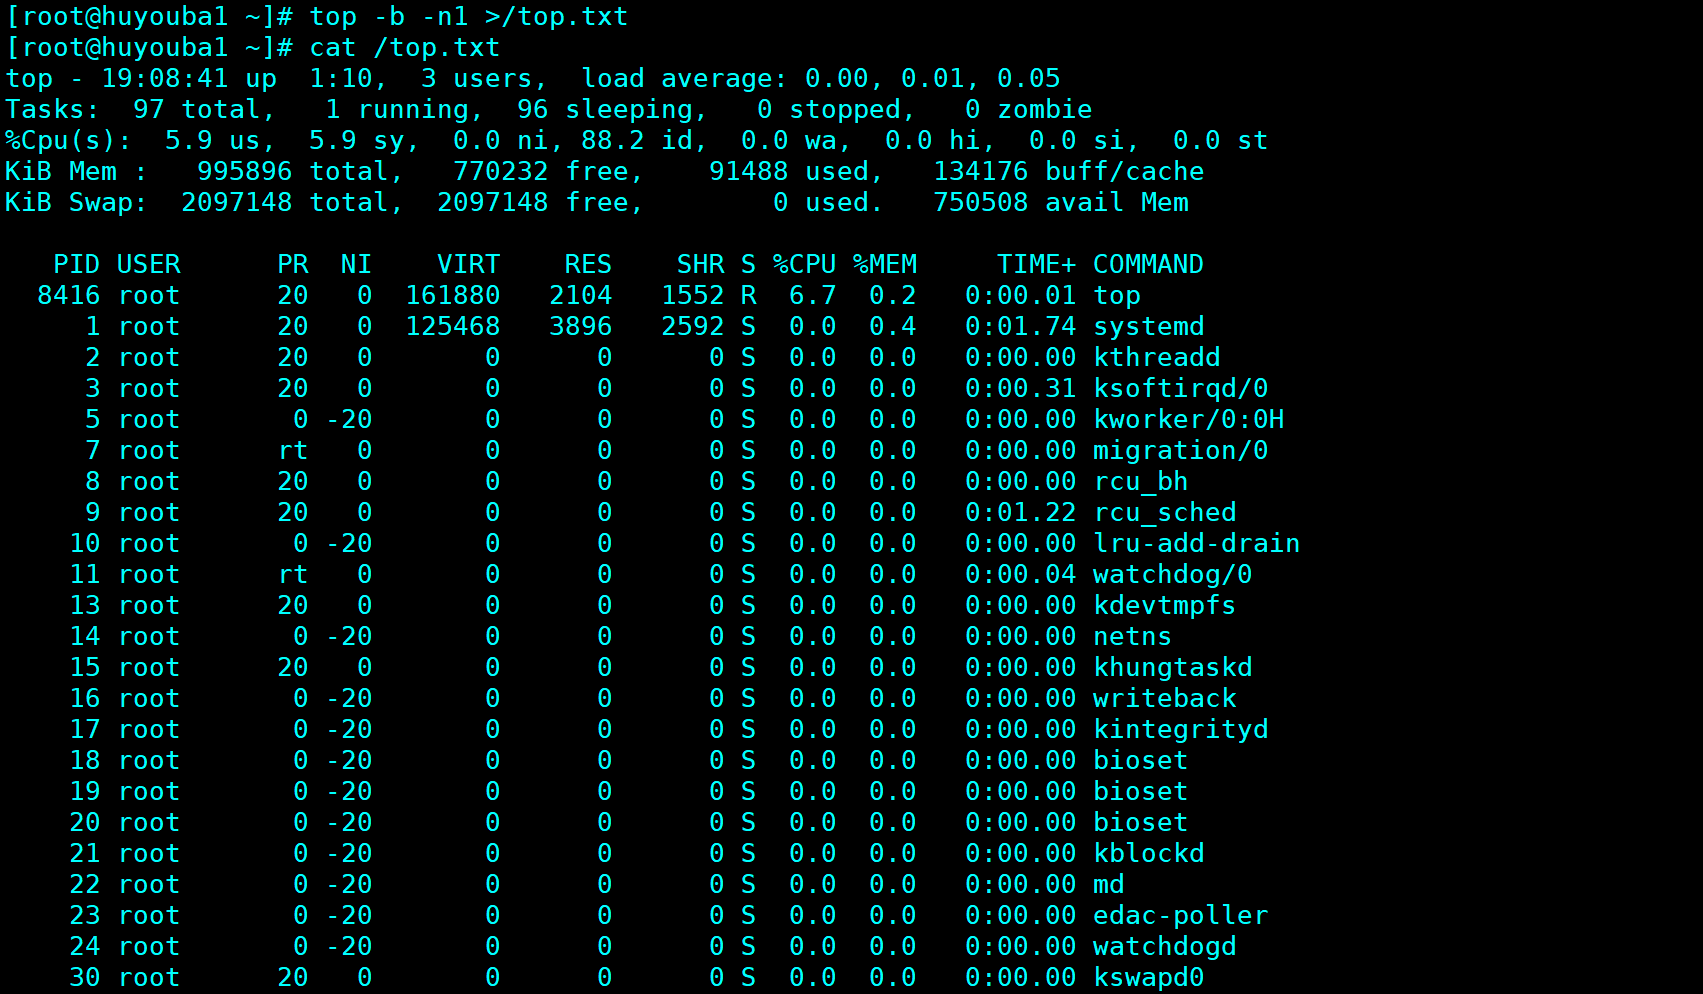 [root@huyouba1 ~]# top -b -n1 >/top.txt
[root@huyouba1 ~]# cat /top.txt
top - 19:08:41 up  1:10,  3 users,  load average: 0.00, 0.01, 0.05
Tasks:  97 total,   1 running,  96 sleeping,   0 stopped,   0 zombie
%Cpu(s):  5.9 us,  5.9 sy,  0.0 ni, 88.2 id,  0.0 wa,  0.0 hi,  0.0 si,  0.0 st
KiB Mem :   995896 total,   770232 free,    91488 used,   134176 buff/cache
KiB Swap:  2097148 total,  2097148 free,        0 used.   750508 avail Mem

   PID USER      PR  NI    VIRT    RES    SHR S %CPU %MEM     TIME+ COMMAND
  8416 root      20   0  161880   2104   1552 R  6.7  0.2   0:00.01 top
     1 root      20   0  125468   3896   2592 S  0.0  0.4   0:01.74 systemd
     2 root      20   0       0      0      0 S  0.0  0.0   0:00.00 kthreadd
     3 root      20   0       0      0      0 S  0.0  0.0   0:00.31 ksoftirqd/0
     5 root       0 -20       0      0      0 S  0.0  0.0   0:00.00 kworker/0:0H
     7 root      rt   0       0      0      0 S  0.0  0.0   0:00.00 migration/0
     8 root      20   0       0      0      0 S  0.0  0.0   0:00.00 rcu_bh
     9 root      20   0       0      0      0 S  0.0  0.0   0:01.22 rcu_sched
    10 root       0 -20       0      0      0 S  0.0  0.0   0:00.00 lru-add-drain
    11 root      rt   0       0      0      0 S  0.0  0.0   0:00.04 watchdog/0
    13 root      20   0       0      0      0 S  0.0  0.0   0:00.00 kdevtmpfs
    14 root       0 -20       0      0      0 S  0.0  0.0   0:00.00 netns
    15 root      20   0       0      0      0 S  0.0  0.0   0:00.00 khungtaskd
    16 root       0 -20       0      0      0 S  0.0  0.0   0:00.00 writeback
    17 root       0 -20       0      0      0 S  0.0  0.0   0:00.00 kintegrityd
    18 root       0 -20       0      0      0 S  0.0  0.0   0:00.00 bioset
    19 root       0 -20       0      0      0 S  0.0  0.0   0:00.00 bioset
    20 root       0 -20       0      0      0 S  0.0  0.0   0:00.00 bioset
    21 root       0 -20       0      0      0 S  0.0  0.0   0:00.00 kblockd
    22 root       0 -20       0      0      0 S  0.0  0.0   0:00.00 md
    23 root       0 -20       0      0      0 S  0.0  0.0   0:00.00 edac-poller
    24 root       0 -20       0      0      0 S  0.0  0.0   0:00.00 watchdogd
    30 root      20   0       0      0      0 S  0.0  0.0   0:00.00 kswapd0